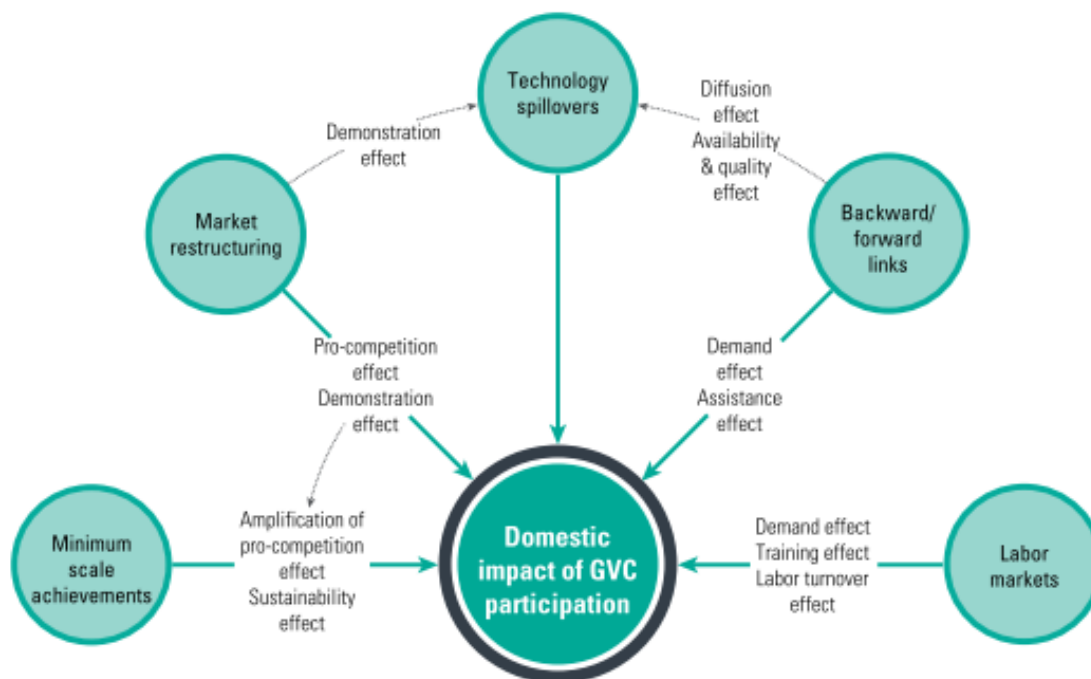 Technology
spillovers
Demonstration
effect
Diffusion
effect
Availability
& quality
effect
Market
restructuring
Backward/
forward
links
Pro-competition
effect
Demonstration
effect
Demand
effect
Assistance
effect
Minimum
scale
achievements
Amplification of
pro-competition
effect
Sustainability
effect
Domestic
impact of GVC
participation
Demand effect
Training effect
Labor turnover
effect
Labor
markets